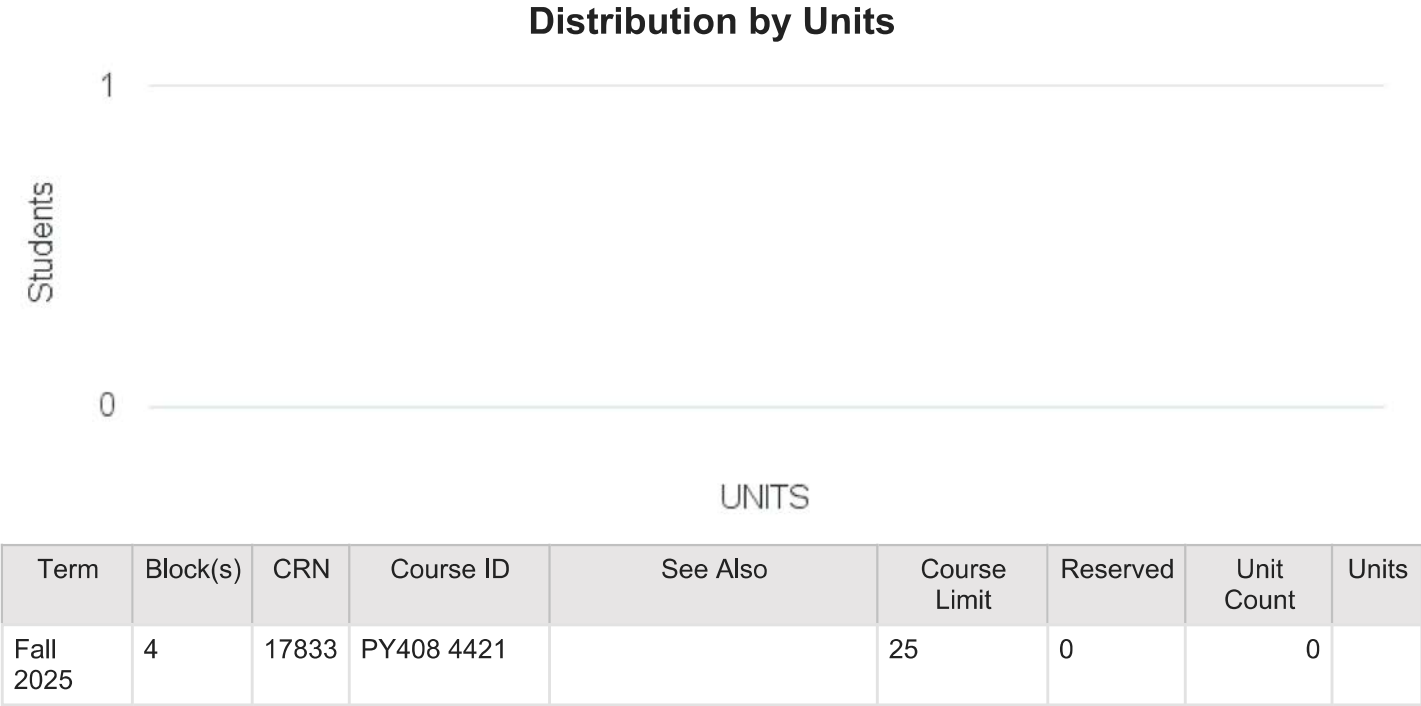 Distribution by Units
1
Students
0
UNITS
Term Block(s) CRN Course ID See Also Course Limit Reserved Unit Count Units
Fall 2025 4 17833 PY408 4421 25 0 0